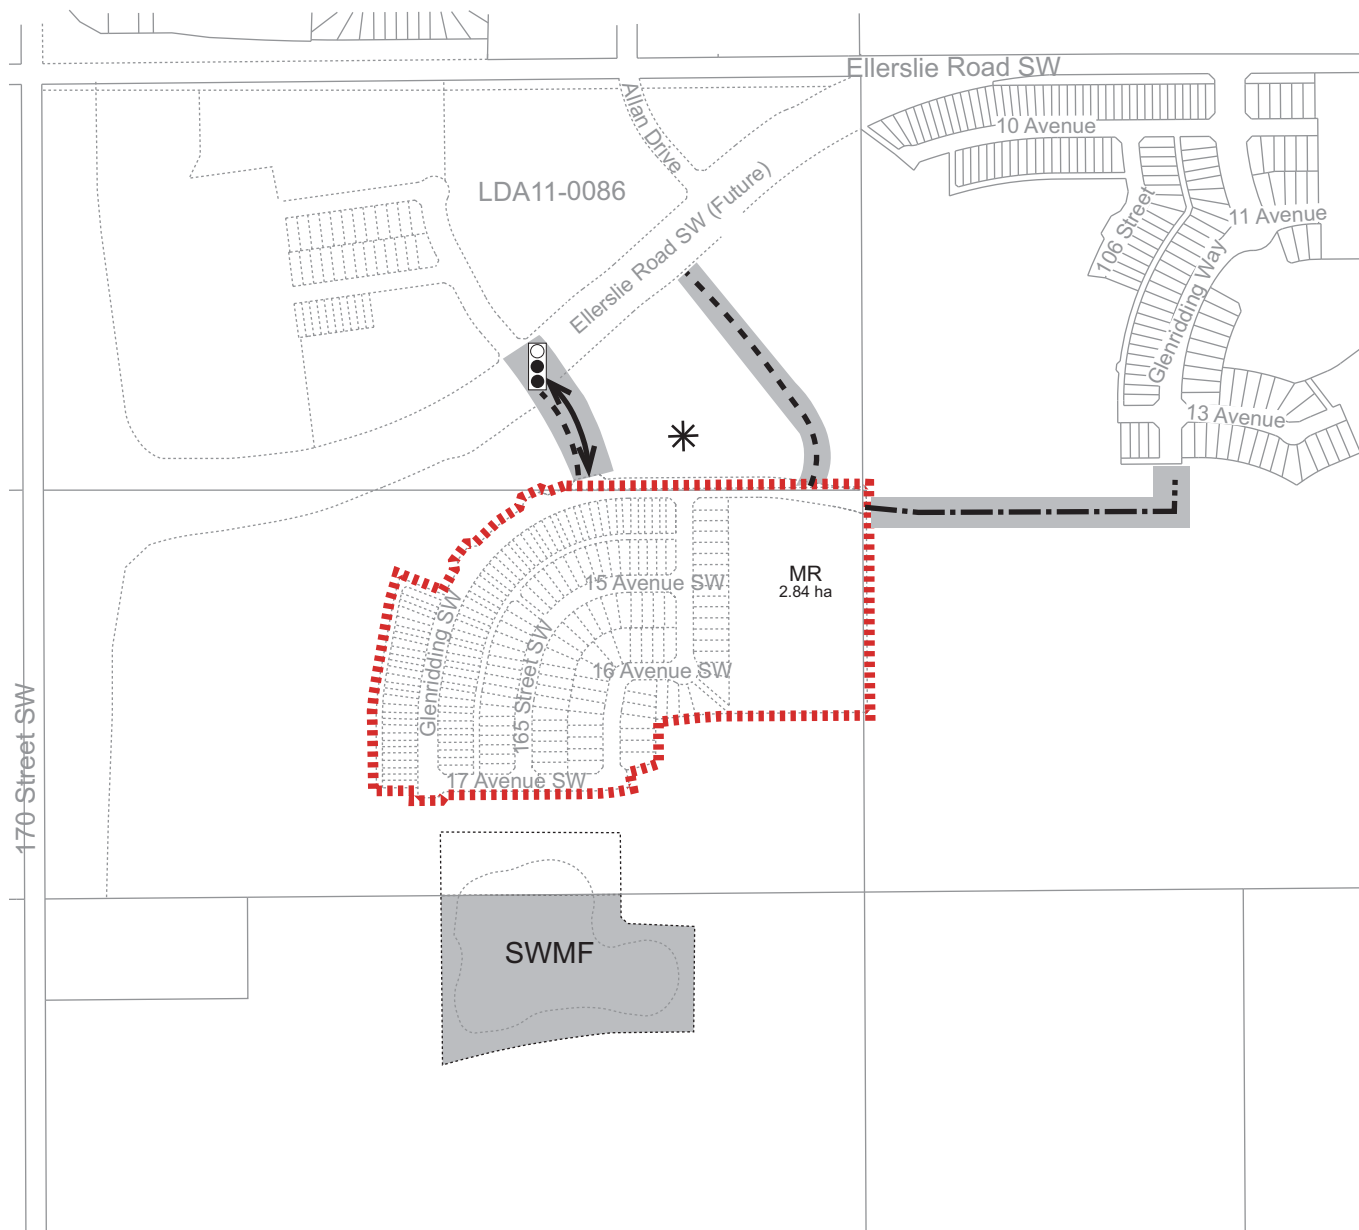 Ellerslie Road SW
10 Avenue
Allan Drive
LDA11-0086
Ellerslie Road SW (Future)
106 Street
11 Avenue
Glenridding Way
13 Avenue
MR
2.84 ha
15 Avenue SW
Glenridding SW
165 Street SW
16 Avenue SW
17 Avenue SW
170 Street SW
SWMF